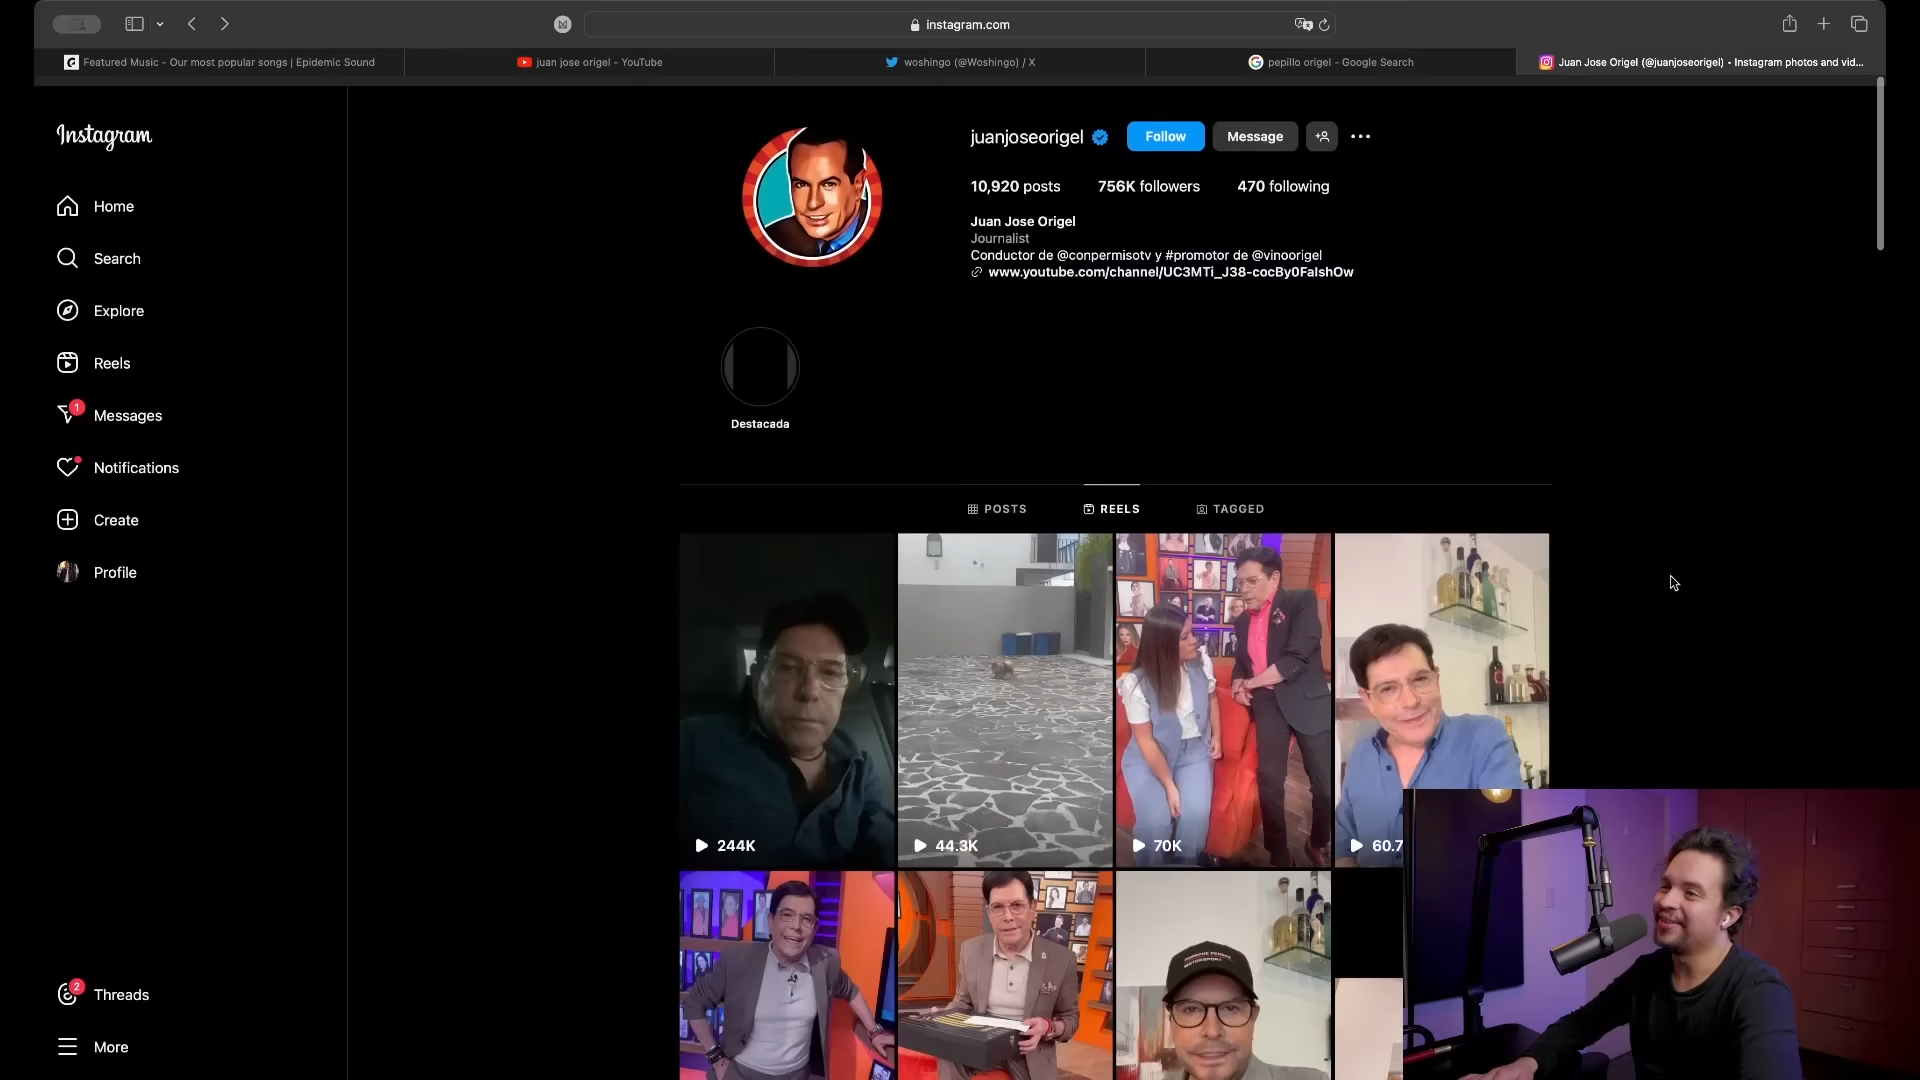 instagram.com
Featured Music - Our most popular songs | Epidemic Sound
juan jose origel - YouTube
woshingo (@Woshingo) / X
pepillo origel - Google Search
Juan Jose Origel (@juanjoseorigel) • Instagram photos and vid...
Instagram
juanjoseorigel
Follow
Message
10,920 posts
756K followers
470 following
Juan Jose Origel
Journalist
Conductor de @conpermisotv y #promotor de @vinoorigel
www.youtube.com/channel/UC3MTi_J38-cocBy0FaIshOw
Home
Search
Explore
Reels
1
Messages
Notifications
Create
Profile
2
Threads
More
Destacada
POSTS
REELS
TAGGED
244K
44.3K
70K
60.7